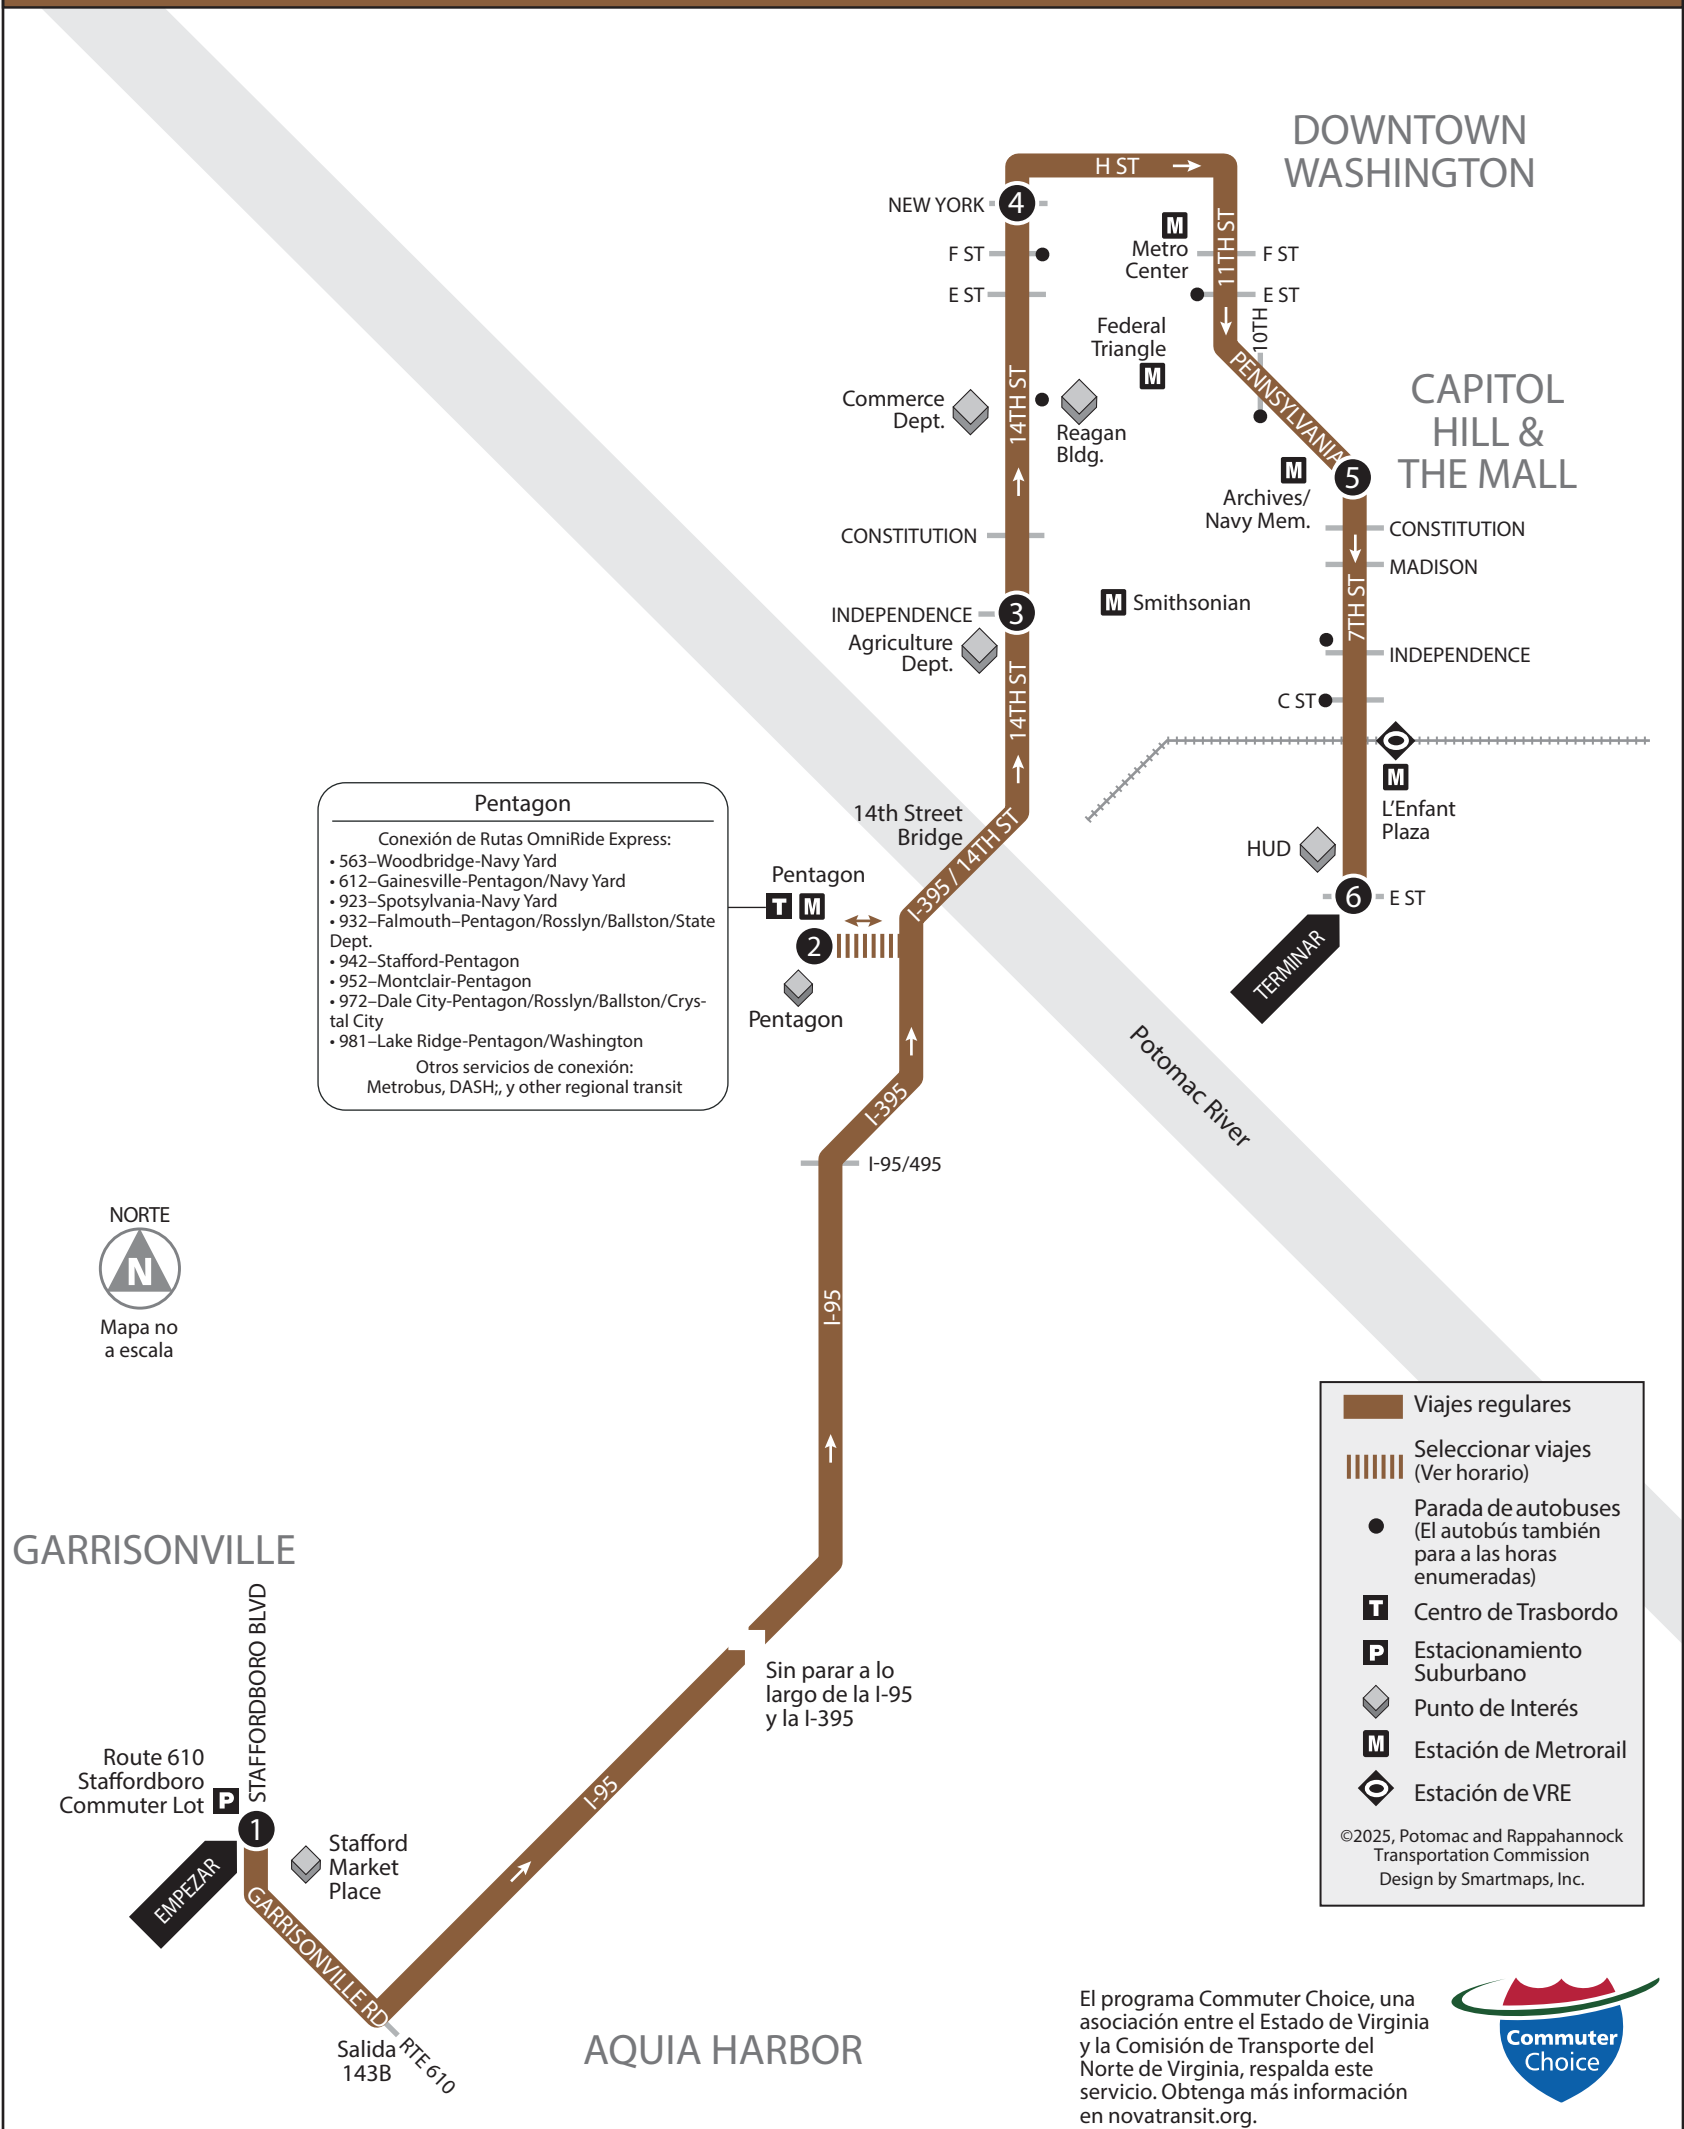 DOWNTOWN
WASHINGTON
H ST
NEW YORK
4
F ST
E ST
M
Metro
Center
11TH ST
F ST
E ST
10TH
Federal
Triangle
M
PENNSYLVANIA
CAPITOL
HILL &
THE MALL
Commerce
Dept.
14TH ST
Reagan
Bldg.
M
Archives/
Navy Mem.
5
CONSTITUTION
CONSTITUTION
MADISON
7TH ST
INDEPENDENCE
3
M Smithsonian
Agriculture
Dept.
INDEPENDENCE
14TH ST
C ST
M
L'Enfant
Plaza
HUD
6
E ST
TERMINAR
14th Street
Bridge
I-395 / 14TH ST
Pentagon
Conexión de Rutas OmniRide Express:
• 563–Woodbridge-Navy Yard
• 612–Gainesville-Pentagon/Navy Yard
• 923–Spotsylvania-Navy Yard
• 932–Falmouth–Pentagon/Rosslyn/Ballston/State
Dept.
• 942–Stafford-Pentagon
• 952–Montclair-Pentagon
• 972–Dale City-Pentagon/Rosslyn/Ballston/Crys-
tal City
• 981–Lake Ridge-Pentagon/Washington
Otros servicios de conexión:
Metrobus, DASH;, y other regional transit
Pentagon
T M
2
Pentagon
Potomac River
I-395
I-95/495
NORTE
N
Mapa no
a escala
I-95
Viajes regulares
Seleccionar viajes
(Ver horario)
Parada de autobuses
(El autobús también
para a las horas
enumeradas)
T Centro de Trasbordo
P Estacionamiento
Suburbano
Punto de Interés
M Estación de Metrorail
Estación de VRE
©2025, Potomac and Rappahannock
Transportation Commission
Design by Smartmaps, Inc.
GARRISONVILLE
STAFFORDBORO BLVD
Sin parar a lo
largo de la I-95
y la I-395
Route 610
Staffordboro
Commuter Lot
P
1
I-95
EMPEZAR
Stafford
Market
Place
GARRISONVILLE RD
Salida
143B
RTE 610
AQUIA HARBOR
El programa Commuter Choice, una
asociación entre el Estado de Virginia
y la Comisión de Transporte del
Norte de Virginia, respalda este
servicio. Obtenga más información
en novatransit.org.
Commuter
Choice